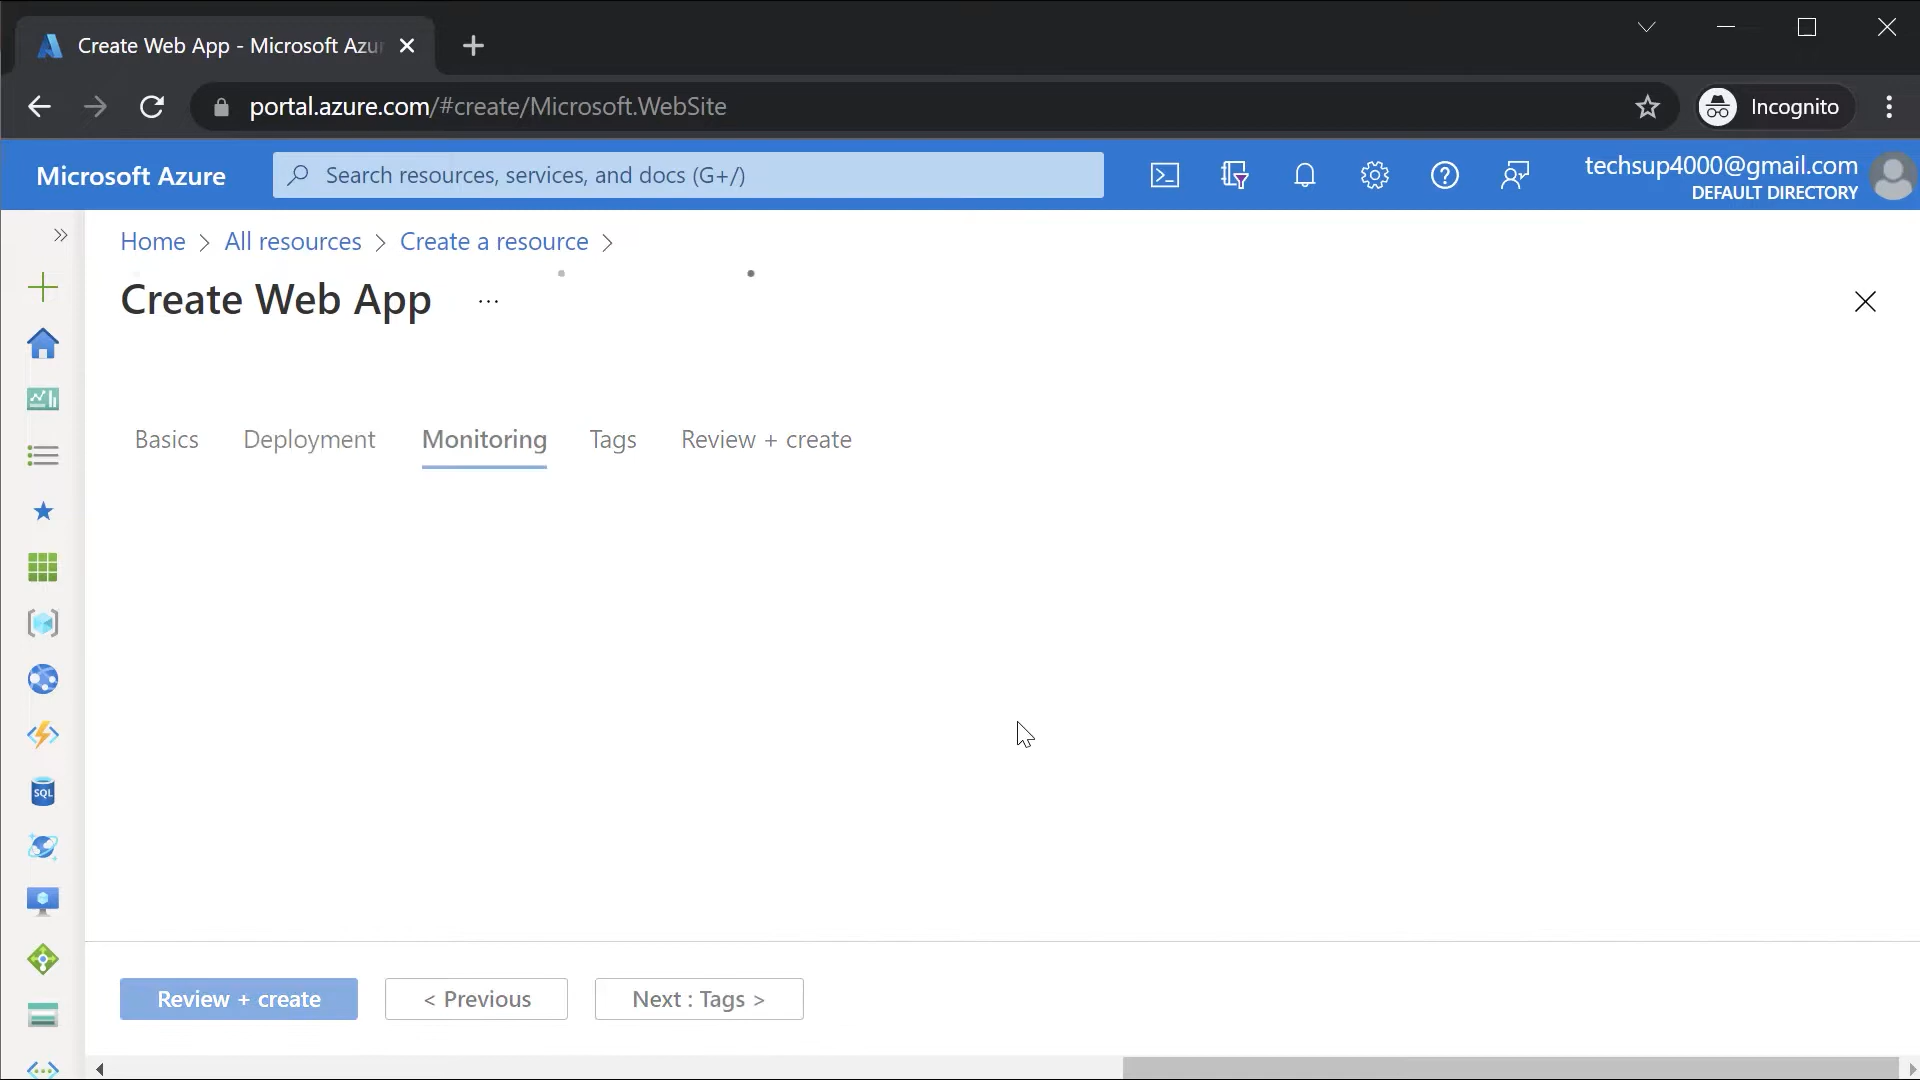 Create Web App - Microsoft Azu
portal.azure.com/#create/Microsoft.WebSite
Incognito
Microsoft Azure
Search resources, services, and docs (G+/)
techsup4000@gmail.com
DEFAULT DIRECTORY
Home > All resources > Create a resource >
Create Web App ...
Basics Deployment Monitoring Tags Review + create
SQL
Review + create < Previous Next : Tags >